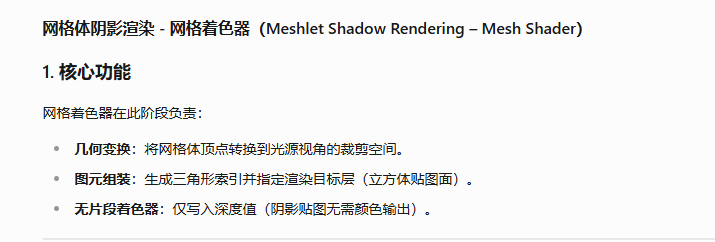 网格体阴影渲染 - 网格着色器（Meshlet Shadow Rendering – Mesh Shader）
1. 核心功能
网格着色器在此阶段负责：
• 几何变换：将网格体顶点转换到光源视角的裁剪空间。
• 图元组装：生成三角形索引并指定渲染目标层（立方体贴图面）。
• 无片段着色器：仅写入深度值（阴影贴图无需颜色输出）。